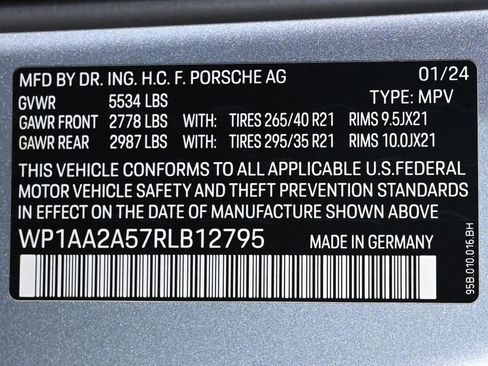 MFD BY DR. ING. H.C. F. PORSCHE AG 01/24
GVWR 5534 LBS TYPE: MPV
GAWR FRONT 2778 LBS WITH: TIRES 265/40 R21 RIMS 9.5JX21
GAWR REAR 2987 LBS WITH: TIRES 295/35 R21 RIMS 10.0JX21
THIS VEHICLE CONFORMS TO ALL APPLICABLE U.S.FEDERAL
MOTOR VEHICLE SAFETY AND THEFT PREVENTION STANDARDS
IN EFFECT ON THE DATE OF MANUFACTURE SHOWN ABOVE
WP1AA2A57RLB12795 MADE IN GERMANY
95B.010.016.BH